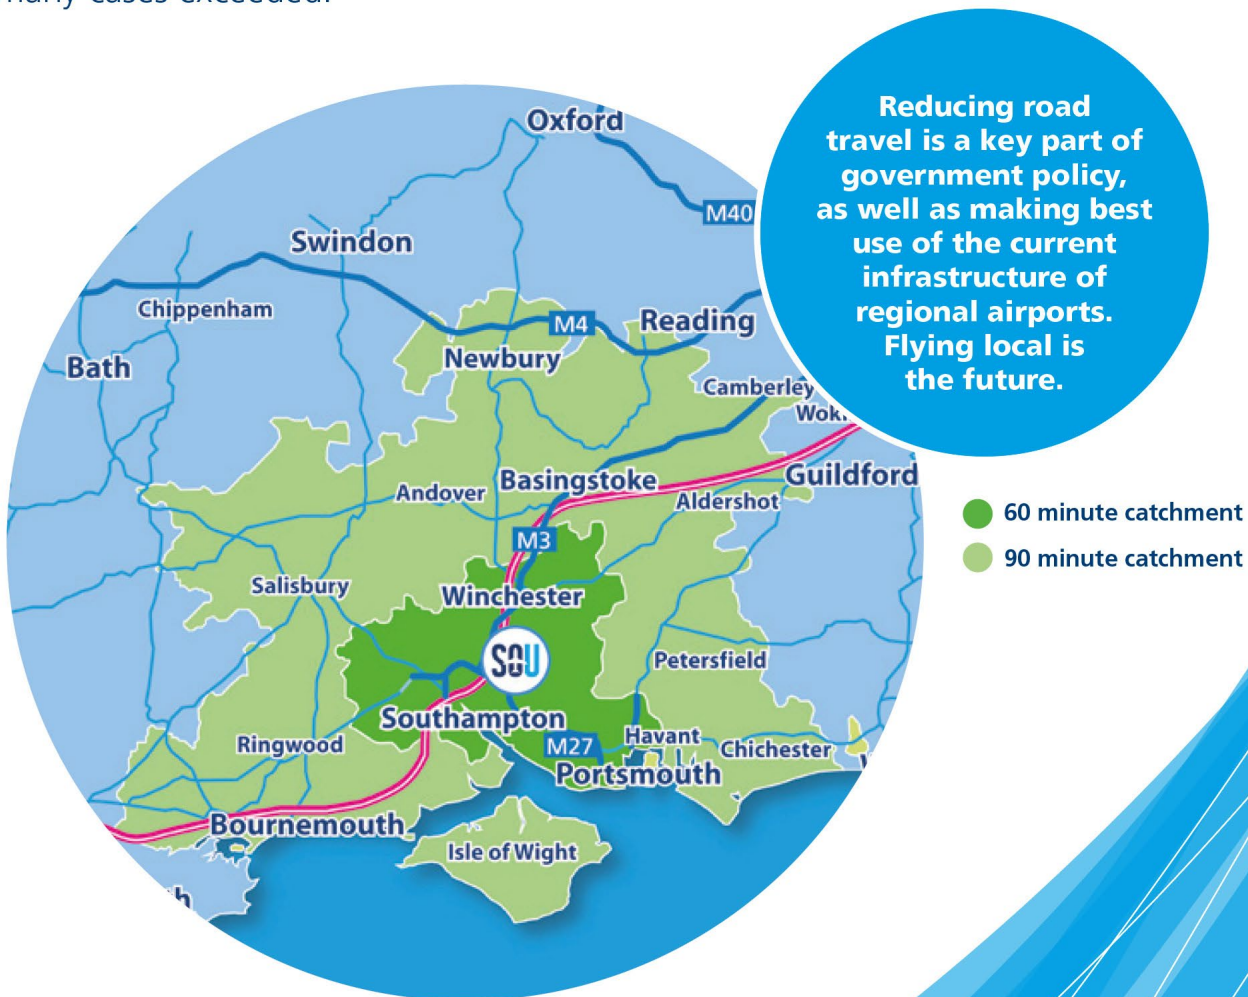 many cases exceeded.
Reducing road
travel is a key part of
government policy,
as well as making best
use of the current
infrastructure of
regional airports.
Flying local is
the future.
Oxford
M40
Swindon
Chippenham
M4
Reading
Bath
Newbury
Camberley
Basingstoke
Guildford
Andover
Aldershot
60 minute catchment
M3
90 minute catchment
Salisbury
Winchester
SOU
Petersfield
Southampton
Ringwood
M27
Havant
Chichester
Portsmouth
Bournemouth
Isle of Wight